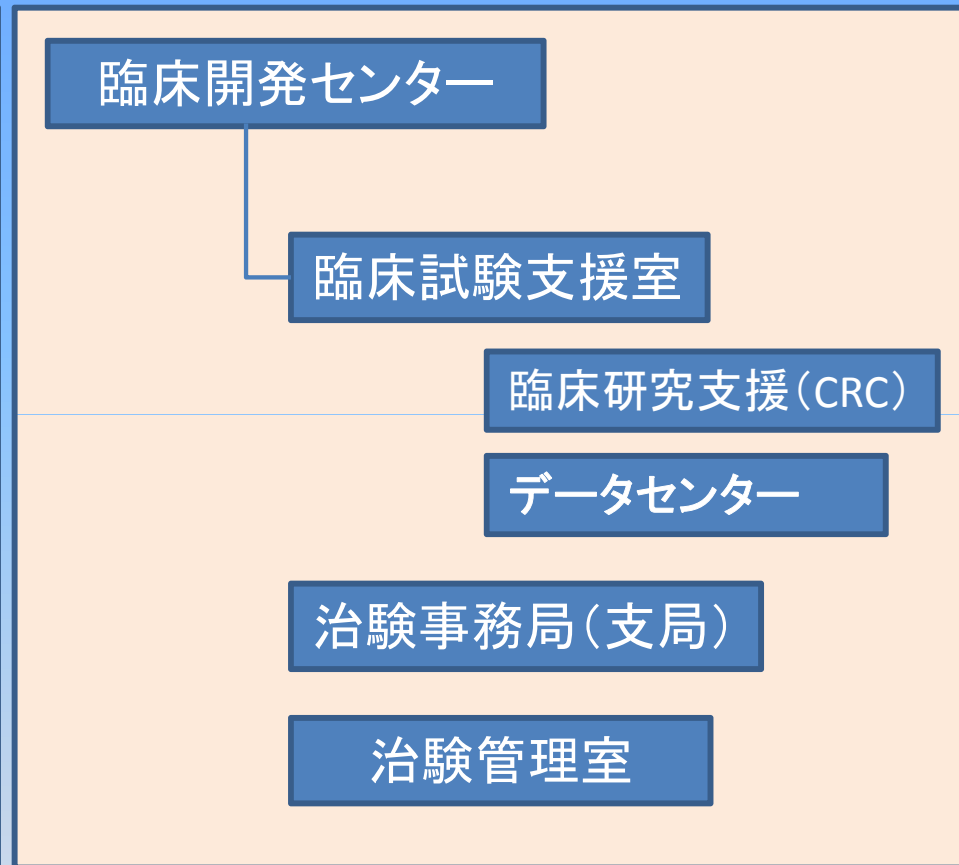 臨床開発センター
臨床試験支援室
臨床研究支援（CRC）
データセンター
治験事務局（支局）
治験管理室